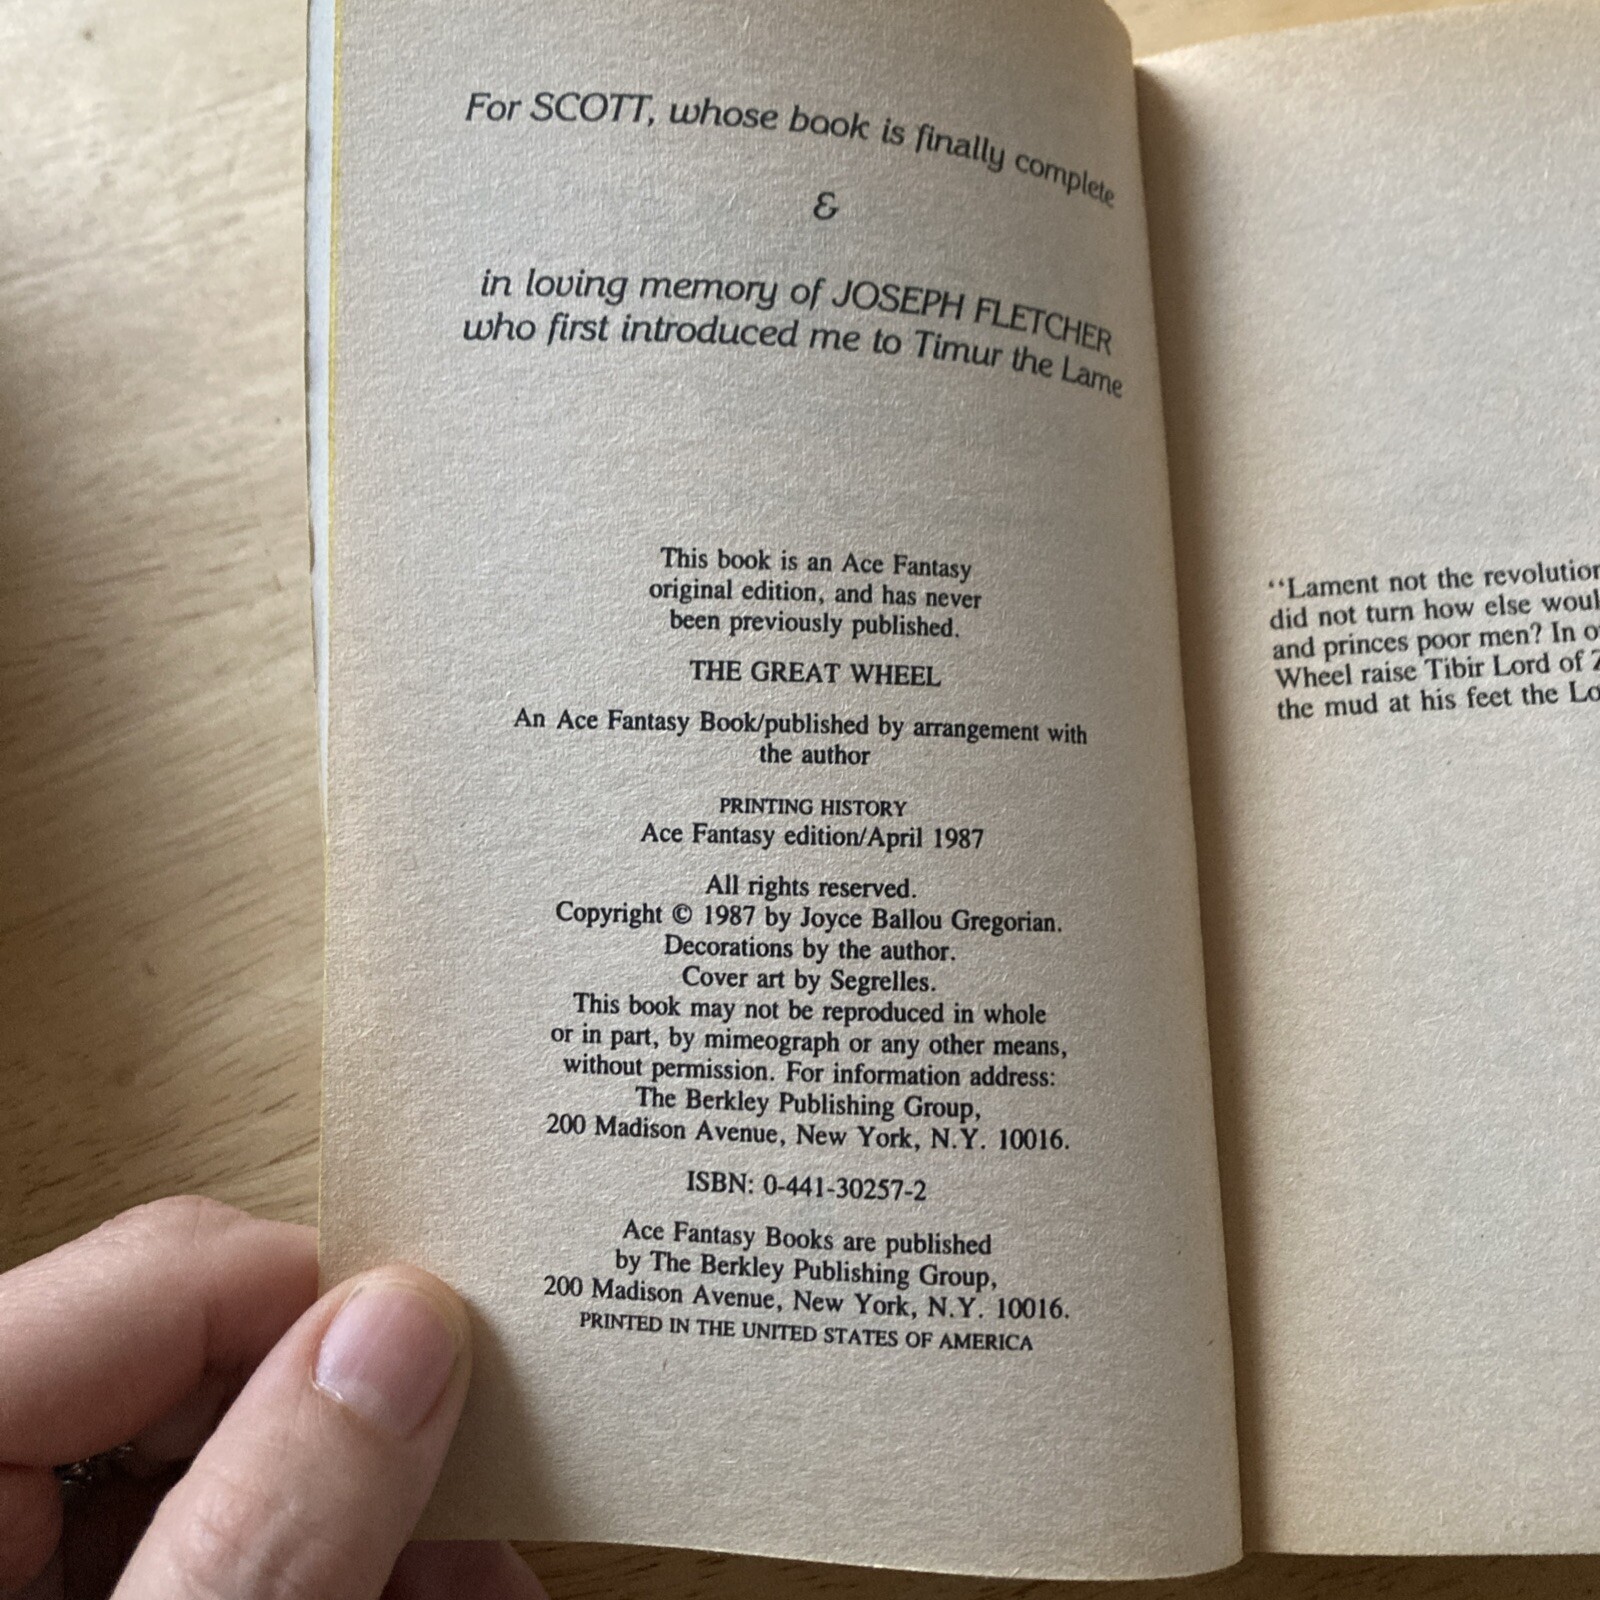 For SCOTT, whose book is finally complete
&
in loving memory of JOSEPH FLETCHER
who first introduced me to Timur the Lame
This book is an Ace Fantasy
original edition, and has never
been previously published.
THE GREAT WHEEL
An Ace Fantasy Book/published by arrangement with
the author
PRINTING HISTORY
Ace Fantasy edition/April 1987
All rights reserved.
Copyright © 1987 by Joyce Ballou Gregorian.
Decorations by the author.
Cover art by Segrelles.
This book may not be reproduced in whole
or in part, by mimeograph or any other means,
without permission. For information address:
The Berkley Publishing Group,
200 Madison Avenue, New York, N.Y. 10016.
ISBN: 0-441-30257-2
Ace Fantasy Books are published
by The Berkley Publishing Group,
200 Madison Avenue, New York, N.Y. 10016.
PRINTED IN THE UNITED STATES OF AMERICA
“Lament not the revolution
did not turn how else
and princes poor men? In
Wheel raise Tibir Lord of
the mud at his feet the